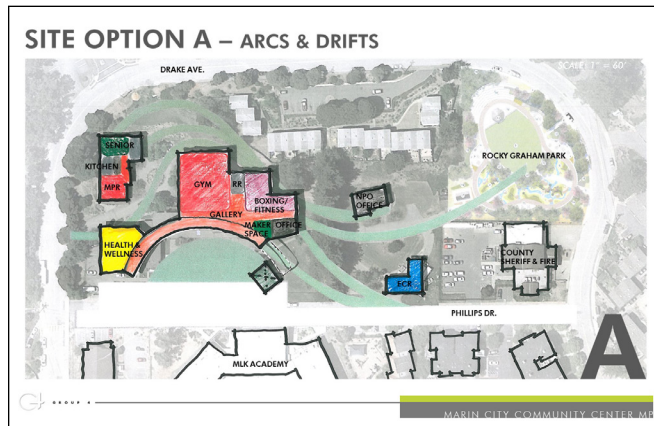 SITE OPTION A – ARCS & DRIFTS
DRAKE AVE.
SCALE: 1" = 60'
SENIOR
KITCHEN
MPR
GYM
RR
BOXING/
FITNESS
GALLERY
MAKER
SPACE
OFFICE
NPO
OFFICE
ROCKY GRAHAM PARK
HEALTH &
WELLNESS
COUNTY
SHERIFF & FIRE
ECR
PHILLIPS DR.
MLK ACADEMY
A
GROUP 4
MARIN CITY COMMUNITY CENTER MP